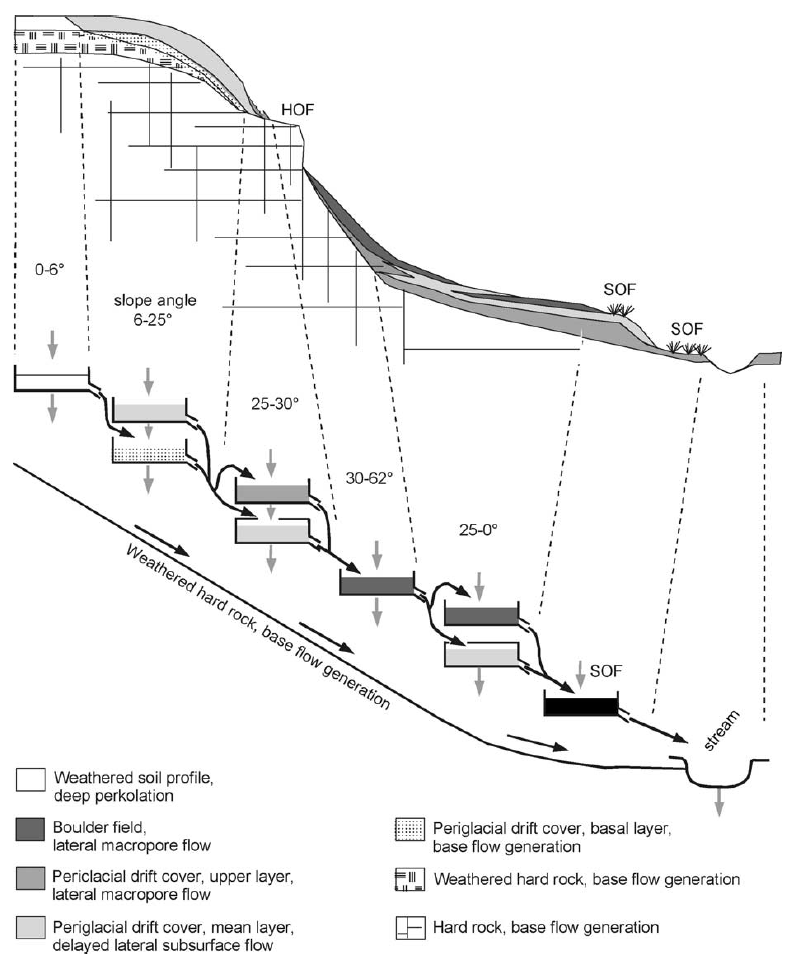 HOF
0-6°
slope angle
6-25°
SOF
SOF
25-30°
30-62°
25-0°
SOF
Weathered hard rock, base flow generation
stream
Weathered soil profile,
deep perkolation
Boulder field,
lateral macropore flow
Periclacial drift cover, upper layer,
lateral macropore flow
Periglacial drift cover, mean layer,
delayed lateral subsurface flow
Periglacial drift cover, basal layer,
base flow generation
Weathered hard rock, base flow generation
Hard rock, base flow generation